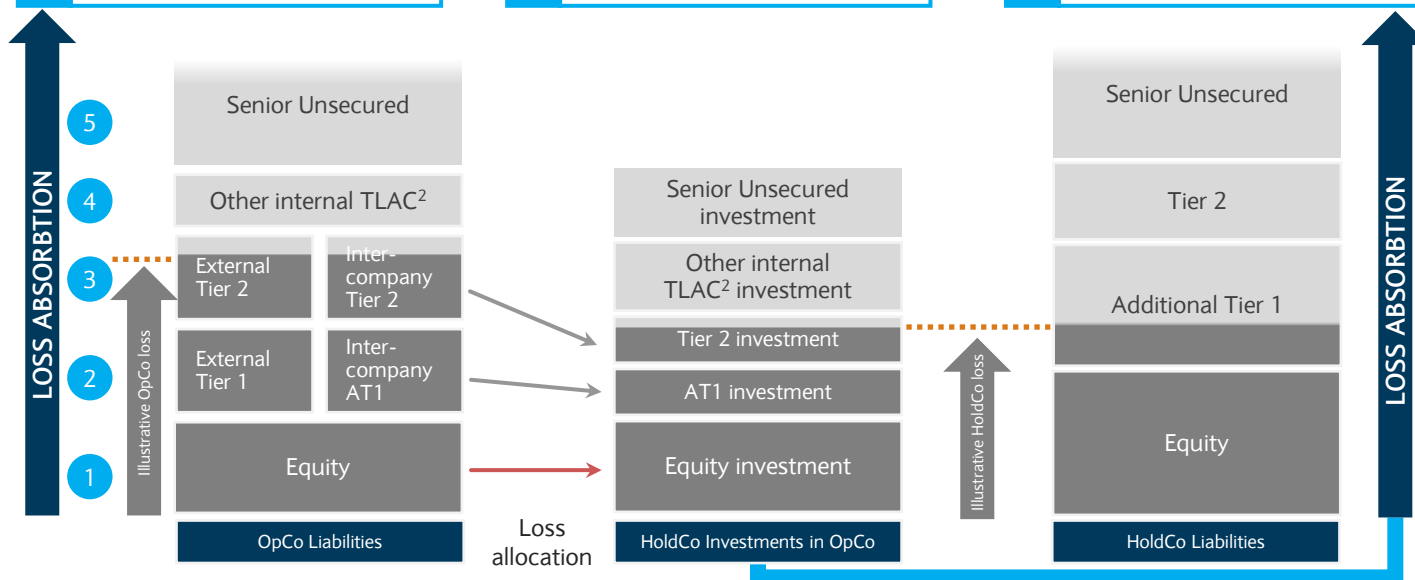 LOSS ABSORBTION
5
4
3
2
1
Illustrative OpCo loss
Senior Unsecured
Other internal TLAC²
External
Tier 2
Inter-
company
Tier 2
External
Tier 1
Inter-
company
AT1
Equity
OpCo Liabilities
Loss
allocation
Senior Unsecured
investment
Other internal
TLAC² investment
Tier 2 investment
AT1 investment
Equity investment
HoldCo Investments in OpCo
Illustrative HoldCo loss
Senior Unsecured
Tier 2
Additional Tier 1
Equity
HoldCo Liabilities
LOSS ABSORBTION